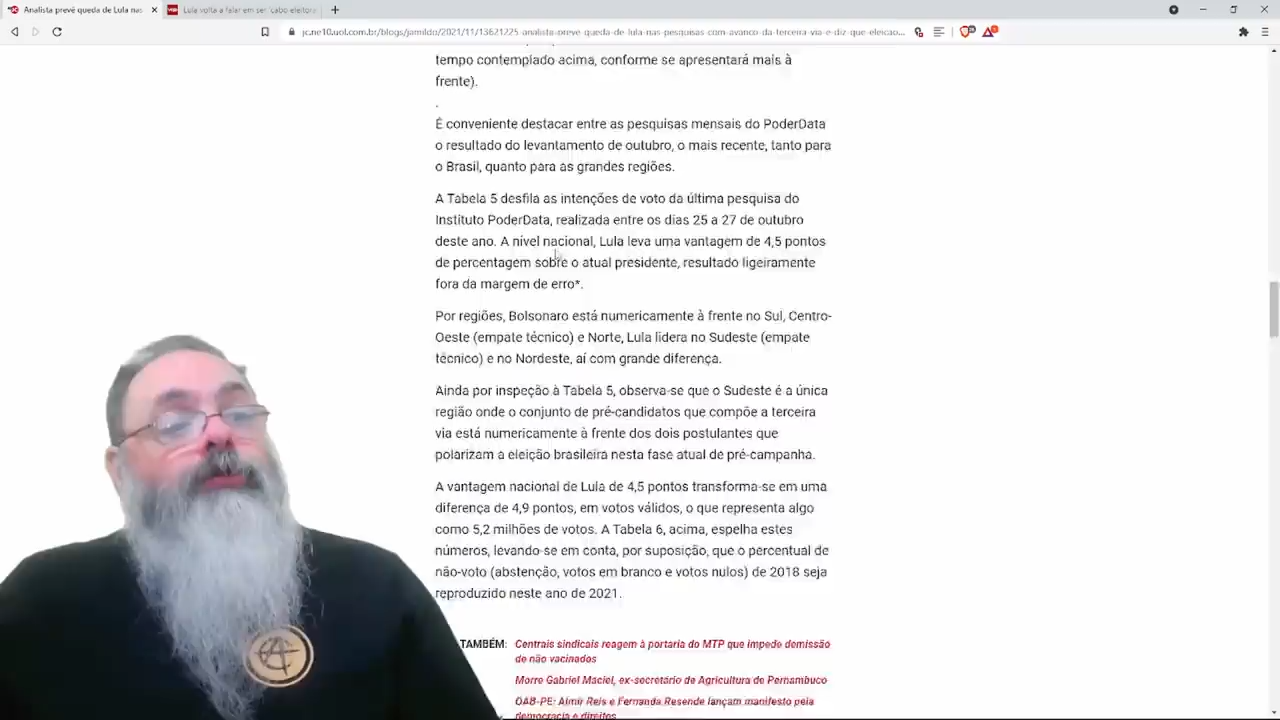 Analista prevê queda de Lula nas
Lula volta a falar em ser 'cabo eleitora
jc.ne10.uol.com.br/blogs/jamildo/2021/11/13621225-analista-preve-queda-de-lula-nas-pesquisas-com-avanco-da-terceira-via-e-diz-que-eleicao...
tempo contemplado acima, conforme se apresentará mais à
frente).
.
É conveniente destacar entre as pesquisas mensais do PoderData
o resultado do levantamento de outubro, o mais recente, tanto para
o Brasil, quanto para as grandes regiões.
A Tabela 5 desfila as intenções de voto da última pesquisa do
Instituto PoderData, realizada entre os dias 25 a 27 de outubro
deste ano. A nível nacional, Lula leva uma vantagem de 4,5 pontos
de percentagem sobre o atual presidente, resultado ligeiramente
fora da margem de erro*.
Por regiões, Bolsonaro está numericamente à frente no Sul, Centro-
Oeste (empate técnico) e Norte, Lula lidera no Sudeste (empate
técnico) e no Nordeste, aí com grande diferença.
Ainda por inspeção à Tabela 5, observa-se que o Sudeste é a única
região onde o conjunto de pré-candidatos que compõe a terceira
via está numericamente à frente dos dois postulantes que
polarizam a eleição brasileira nesta fase atual de pré-campanha.
A vantagem nacional de Lula de 4,5 pontos transforma-se em uma
diferença de 4,9 pontos, em votos válidos, o que representa algo
como 5,2 milhões de votos. A Tabela 6, acima, espelha estes
números, levando-se em conta, por suposição, que o percentual de
não-voto (abstenção, votos em branco e votos nulos) de 2018 seja
reproduzido neste ano de 2021.
TAMBÉM: Centrais sindicais reagem à portaria do MTP que impede demissão
de não vacinados
Morre Gabriel Maciel, ex-secretário de Agricultura de Pernambuco
OAB-PE: Almir Reis e Fernanda Resende lançam manifesto pela
democracia e direitos